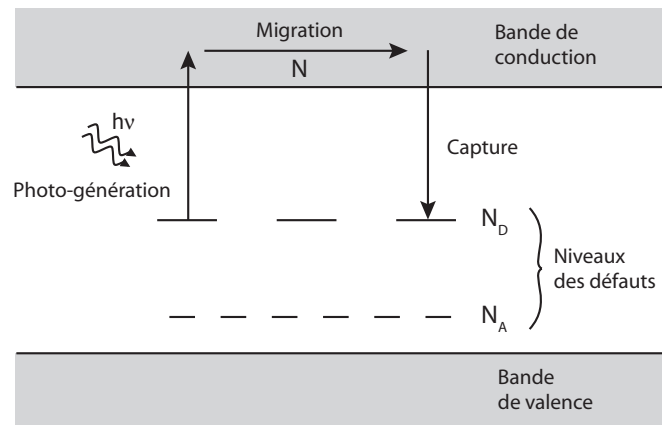 Migration
N
Bande de
conduction
hν
Photo-génération
Capture
N_D
Niveaux
des défauts
N_A
Bande
de valence